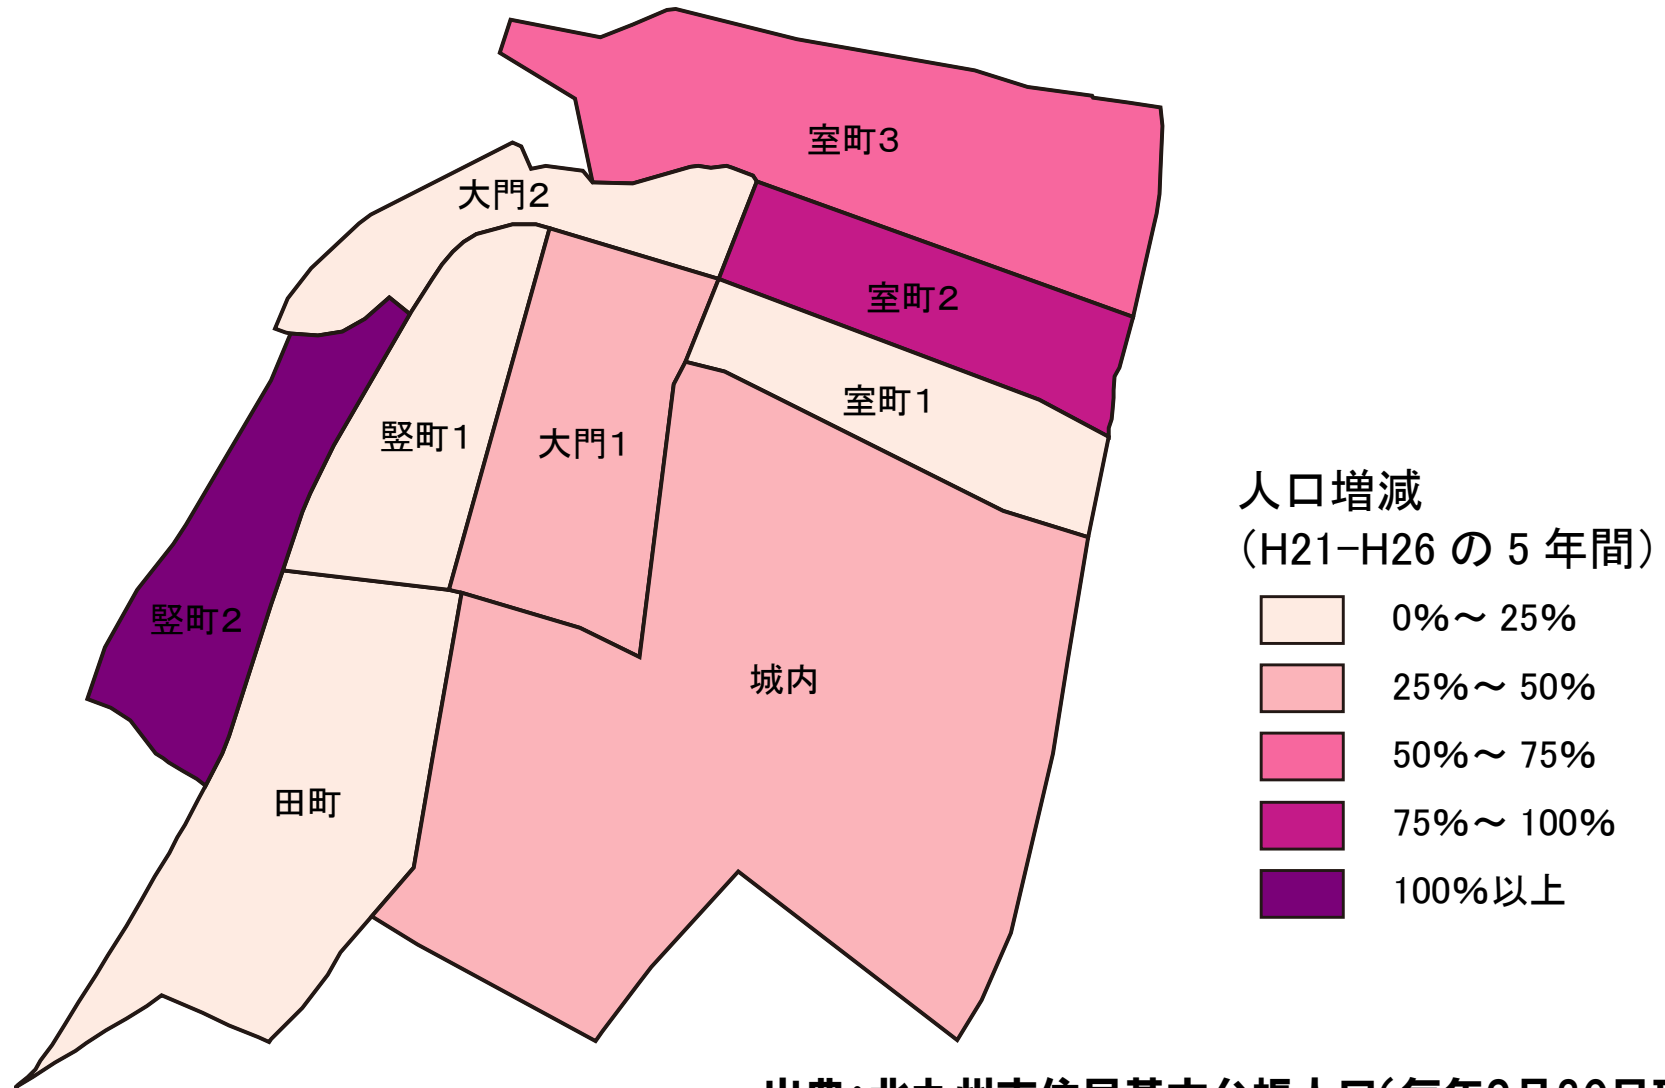 室町3
大門2
室町2
室町1
竪町1
大門1
竪町2
城内
田町
人口増減
（H21-H26 の 5 年間）
0%～ 25%
25%～ 50%
50%～ 75%
75%～ 100%
100%以上